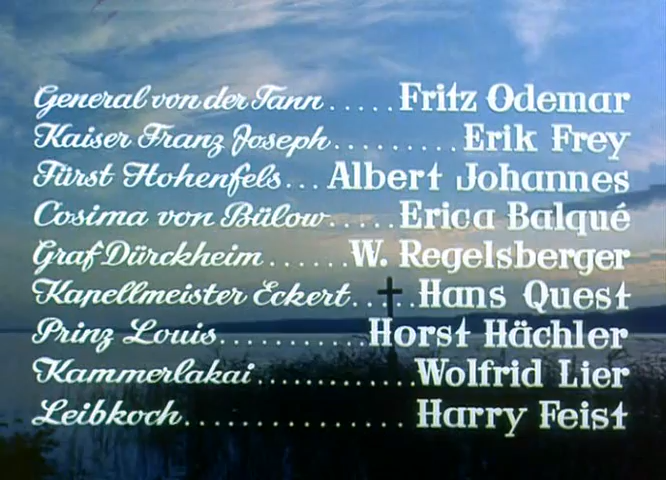 General von der Tann.....Fritz Odemar
Kaiser Franz Joseph..........Erik Frey
Fürst Hohenfels...Albert Johannes
Cosima von Bülow.....Erica Balqué
Graf Dürckheim.......W. Regelsberger
Kapellmeister Eckert.....Hans Quest
Prinz Louis...........Horst Hächler
Kammerlakai............Wolfrid Lier
Leibkoch................Harry Feist